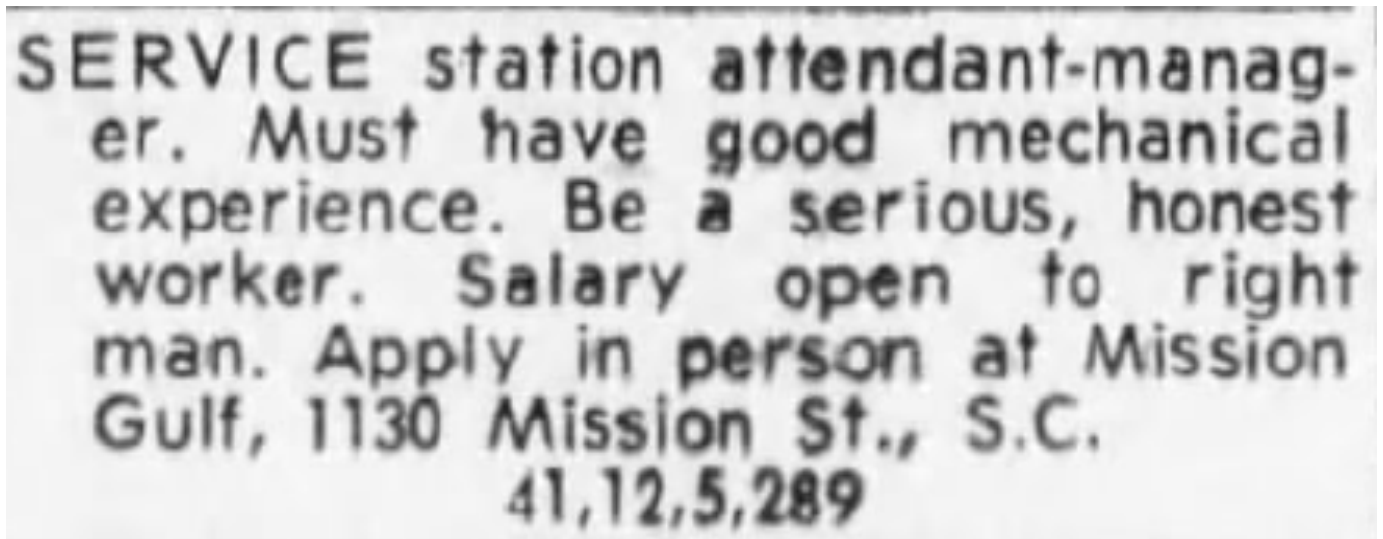 SERVICE station attendant-manag-
er. Must have good mechanical
experience. Be a serious, honest
worker. Salary open to right
man. Apply in person at Mission
Gulf, 1130 Mission St., S.C.
41,12,5,289